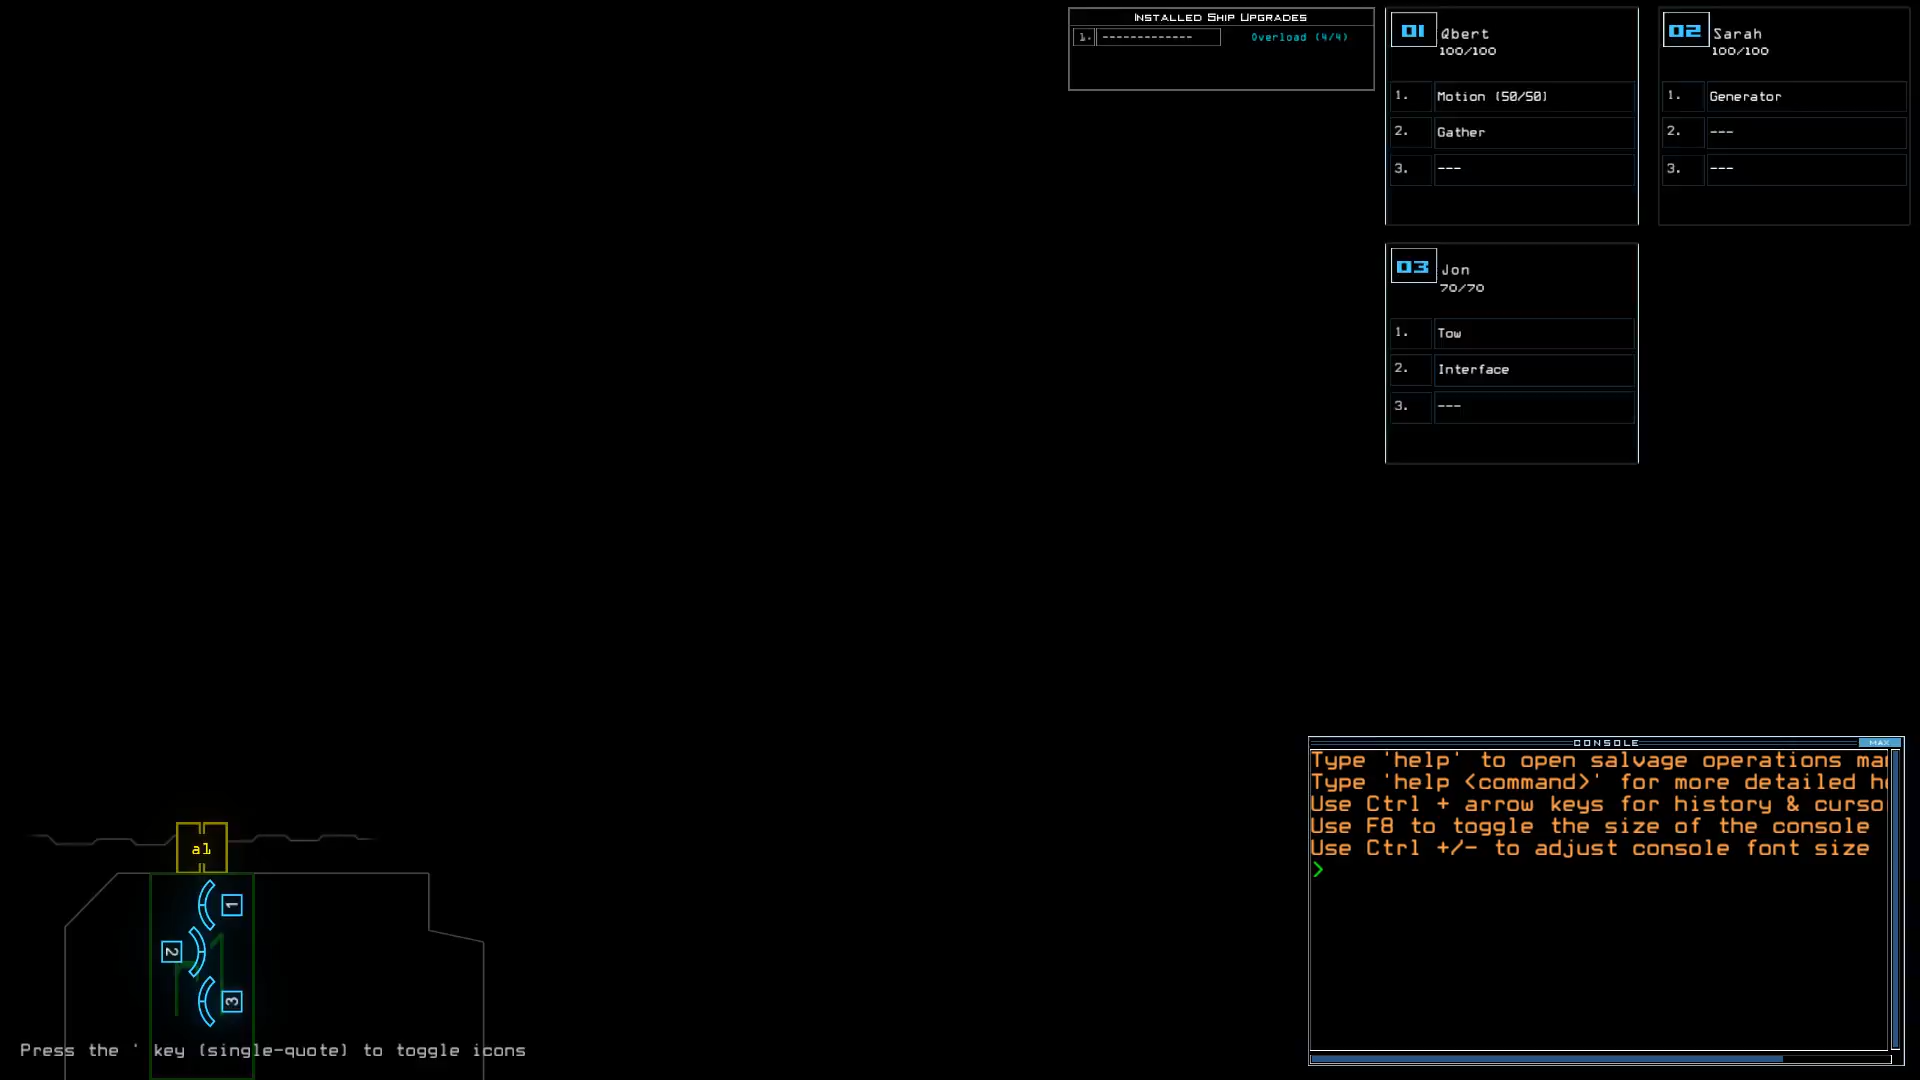 INSTALLED SHIP UPGRADES
1. ------------- Overload (4/4)
01 Qbert
100/100
1. Motion (50/50)
2. Gather
3. ---
02 Sarah
100/100
1. Generator
2. ---
3. ---
03 Jon
70/70
1. Tow
2. Interface
3. ---
CONSOLE
MAX
Type 'help' to open salvage operations ma
Type 'help <command>' for more detailed h
Use Ctrl + arrow keys for history & curso
Use F8 to toggle the size of the console
Use Ctrl +/- to adjust console font size
>
a1
1
2
3
r1
Press the ' key (single-quote) to toggle icons